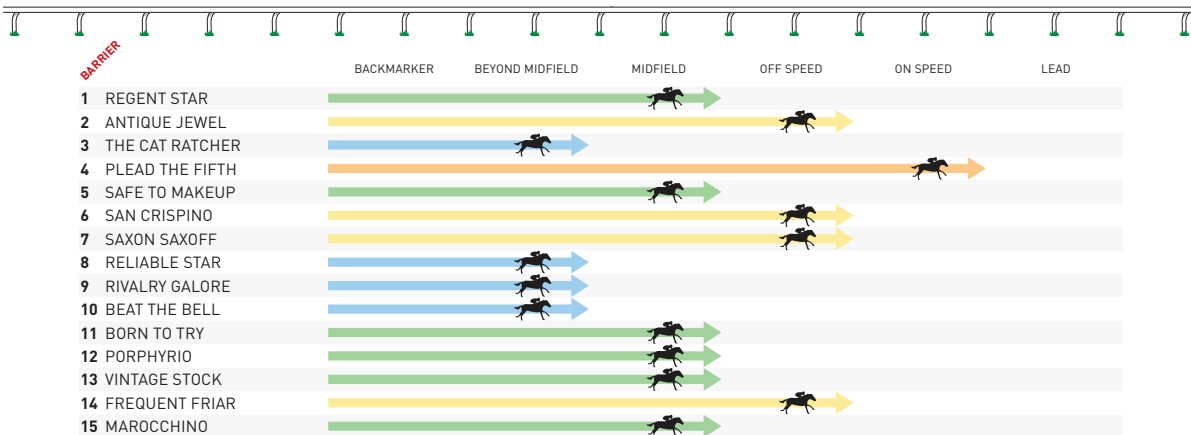 BARRIER
BACKMARKER BEYOND MIDFIELD MIDFIELD OFF SPEED ON SPEED LEAD
1 REGENT STAR
2 ANTIQUE JEWEL
3 THE CAT RATCHER
4 PLEAD THE FIFTH
5 SAFE TO MAKEUP
6 SAN CRISPINO
7 SAXON SAXOFF
8 RELIABLE STAR
9 RIVALRY GALORE
10 BEAT THE BELL
11 BORN TO TRY
12 PORPHYRIO
13 VINTAGE STOCK
14 FREQUENT FRIAR
15 MAROCCHINO